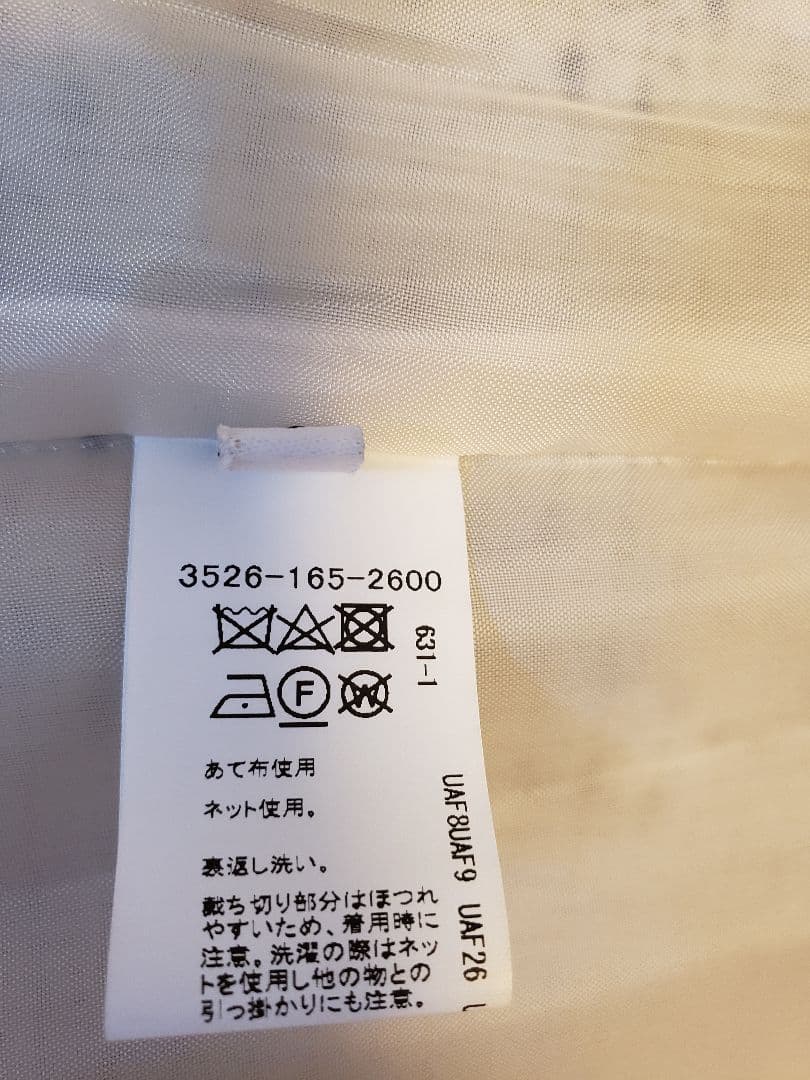 3526-165-2600
631-1
F
W
あて布使用
ネット使用。
裏返し洗い。
裁ち切り部分はほつれ
やすいため、着用時に
注意。洗濯の際はネッ
トを使用し他の物との
引っ掛かりにも注意。
UAF8UAF9 UAF26